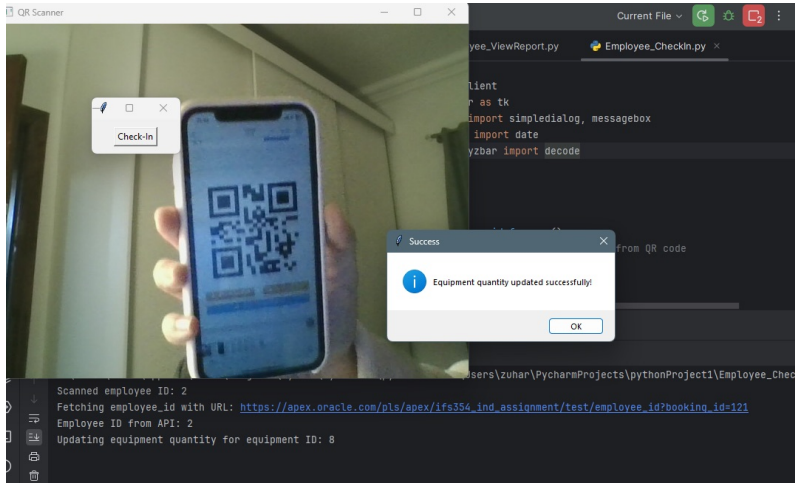 QR Scanner
Current File
yee_ViewReport.py
Employee_CheckIn.py
lient
r as tk
import simpledialog, messagebox
import date
yzbar import decode
Check-In
from QR code
Success
Equipment quantity updated successfully!
OK
sers\zuhar\PycharmProjects\pythonProject1\Employee_Chec
Scanned employee ID: 2
Fetching employee_id with URL: https://apex.oracle.com/pls/apex/ifs354_ind_assignment/test/employee_id?booking_id=121
Employee ID from API: 2
Updating equipment quantity for equipment ID: 8